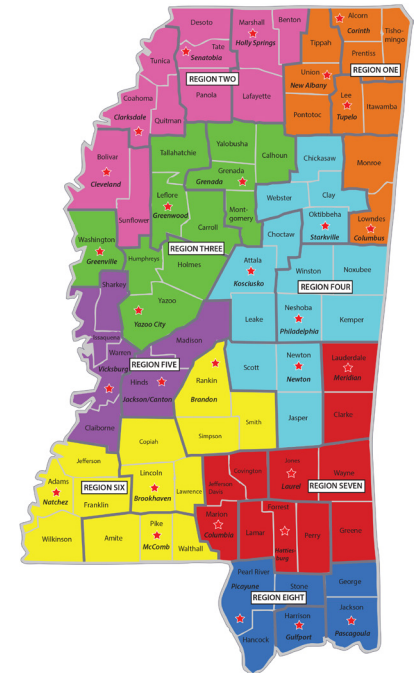 Desoto
Marshall
Holly Springs
Benton
Alcorn
Corinth
Tisho-
mingo
Tippah
Prentiss
Tunica
Tate
Senatobia
REGION TWO
REGION ONE
Union
New Albany
Panola
Lafayette
Lee
Tupelo
Itawamba
Pontotoc
Coahoma
Clarksdale
Quitman
Yalobusha
Calhoun
Chickasaw
Monroe
Bolivar
Cleveland
Tallahatchie
Grenada
Grenada
Clay
Webster
Leflore
Greenwood
Mont-
gomery
Oktibbeha
Starkville
Lowndes
Columbus
Sunflower
Carroll
Choctaw
Washington
Greenville
REGION THREE
Humphreys
Holmes
Attala
Kosciusko
Winston
Noxubee
REGION FOUR
Sharkey
Yazoo
Yazoo City
Leake
Neshoba
Philadelphia
Kemper
Issaquena
Madison
Warren
Vicksburg
REGION FIVE
Rankin
Brandon
Scott
Newton
Newton
Lauderdale
Meridian
Hinds
Jackson/Canton
Claiborne
Copiah
Simpson
Smith
Jasper
Clarke
Jefferson
Adams
Natchez
REGION SIX
Lincoln
Brookhaven
Lawrence
Franklin
Jefferson
Davis
Covington
Jones
Laurel
Wayne
REGION SEVEN
Wilkinson
Amite
Pike
McComb
Walthall
Marion
Columbia
Lamar
Forrest
Hatties-
burg
Perry
Greene
Pearl River
Picayune
Stone
George
REGION EIGHT
Hancock
Harrison
Gulfport
Jackson
Pascagoula